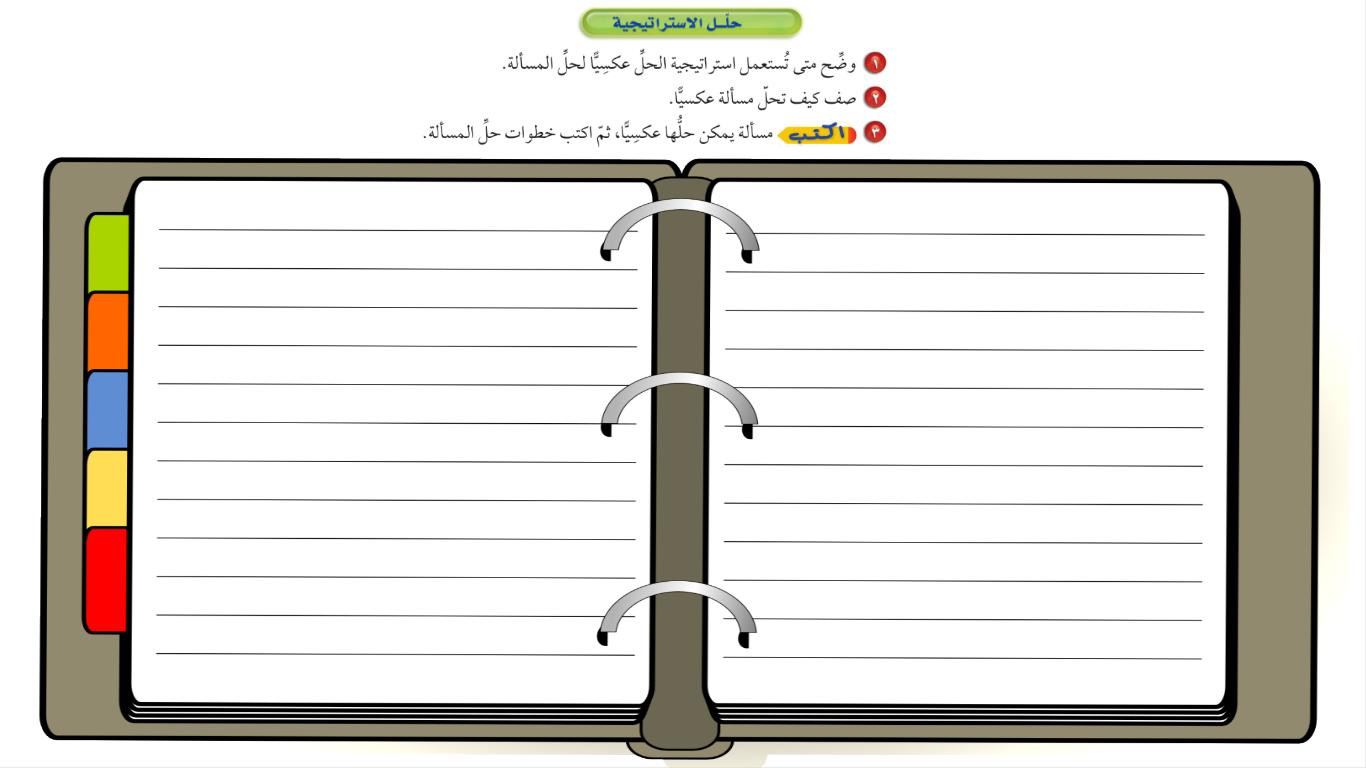 حلّـل الاستراتيجية
١ وضِّح متى تُستعمل استراتيجية الحلِّ عكسِيًّا لحلِّ المسألة.
٢ صف كيف تحلّ مسألة عكسيًّا.
٣ اكتب مسألة يمكن حلُّها عكسِيًّا، ثمّ اكتب خطوات حلِّ المسألة.